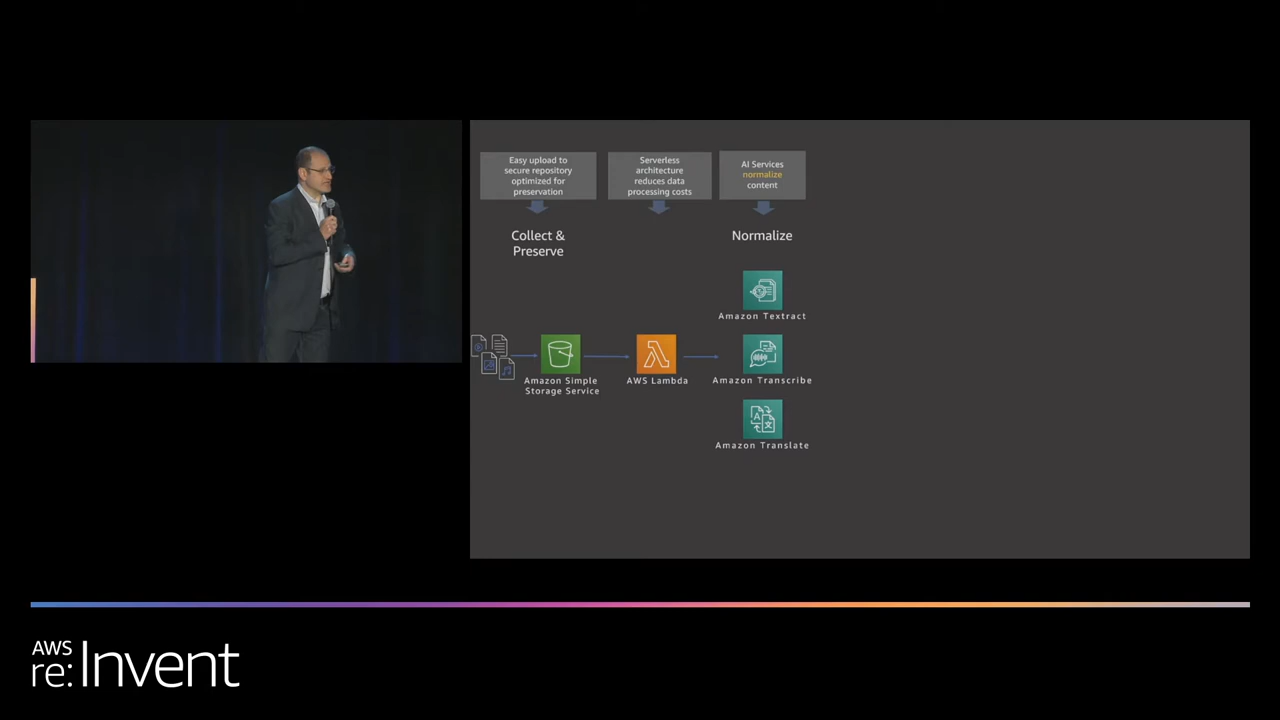 Easy upload to
secure repository
optimized for
preservation
Serverless
architecture
reduces data
processing costs
AI Services
normalize
content
Collect &
Preserve
Normalize
Amazon Textract
Amazon Simple
Storage Service
AWS Lambda
Amazon Transcribe
Amazon Translate
AWS
re:Invent